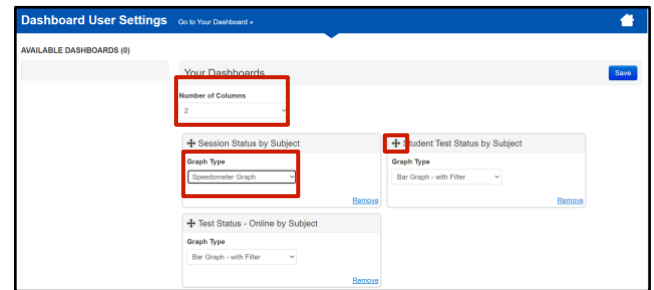 Dashboard User Settings Go to Your Dashboard »
AVAILABLE DASHBOARDS (0)
Your Dashboards Save
Number of Columns
2
Session Status by Subject
Graph Type
Speedometer Graph
Remove
Student Test Status by Subject
Graph Type
Bar Graph - with Filter
Remove
Test Status - Online by Subject
Graph Type
Bar Graph - with Filter
Remove